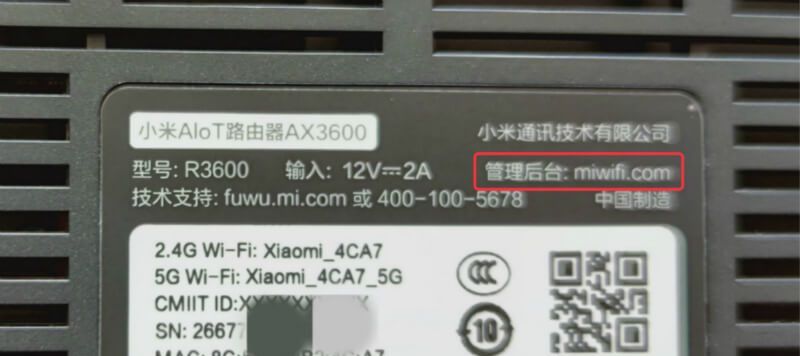 小米AIoT路由器AX3600 小米通讯技术有限公司
型号: R3600 输入: 12V⎓2A 管理后台: miwifi.com
技术支持: fuwu.mi.com 或 400-100-5678 中国制造
2.4G Wi-Fi: Xiaomi_4CA7
5G Wi-Fi: Xiaomi_4CA7_5G
CMIIT ID:
SN: 26677
10